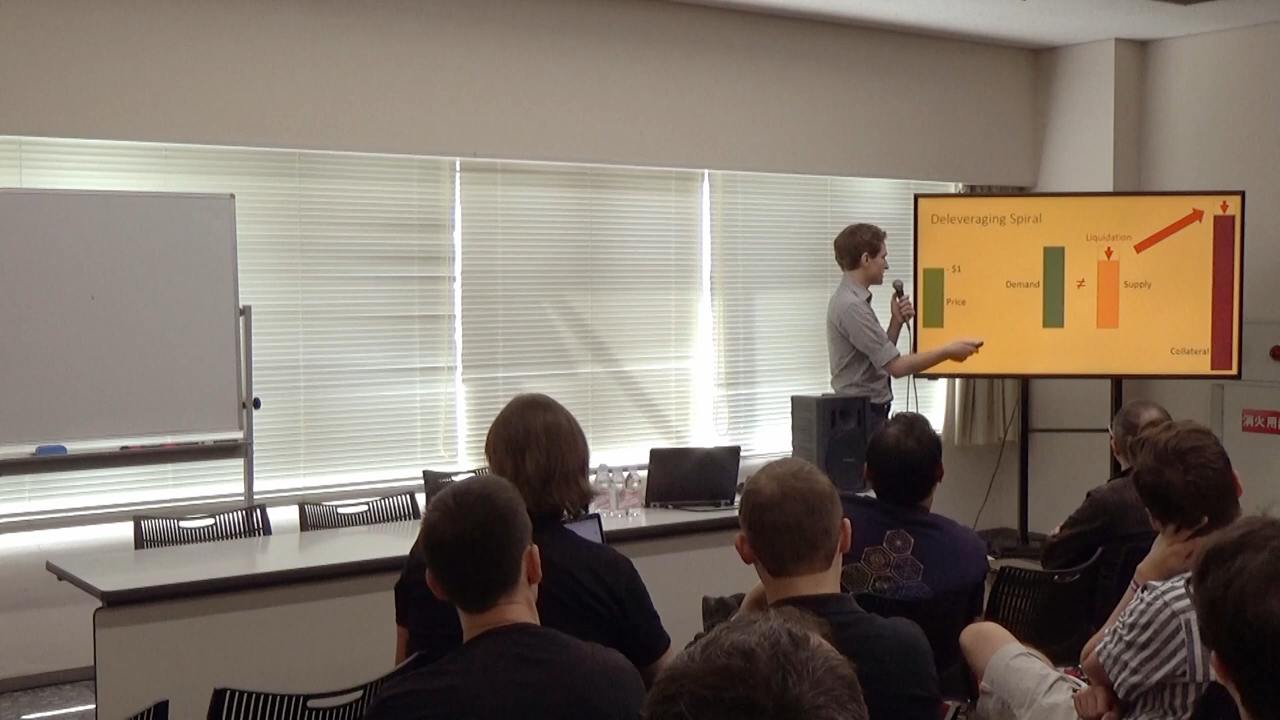 Deleveraging Spiral
Liquidation
- $1
Price
Demand
≠
Supply
Collateral
消火用